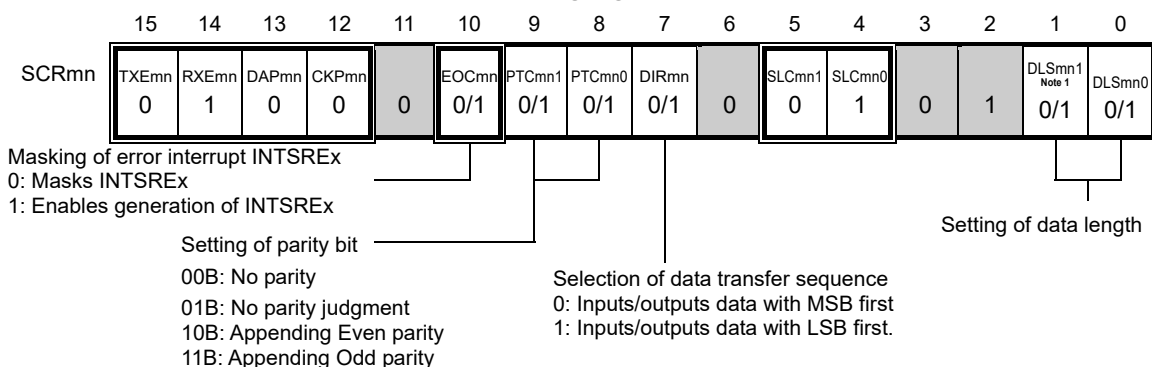 15 14 13 12 11 10 9 8 7 6 5 4 3 2 1 0
SCRmn
TXEmn RXEmn DAPmn CKPmn EOCmn PTCmn1 PTCmn0 DIRmn SLCmn1 SLCmn0 DLSmn1 DLSmn0
Note 1
0 1 0 0 0 0/1 0/1 0/1 0/1 0 0 1 0 1 0/1 0/1
Masking of error interrupt INTSREx
0: Masks INTSREx
1: Enables generation of INTSREx
Setting of parity bit
00B: No parity
01B: No parity judgment
10B: Appending Even parity
11B: Appending Odd parity
Selection of data transfer sequence
0: Inputs/outputs data with MSB first
1: Inputs/outputs data with LSB first.
Setting of data length